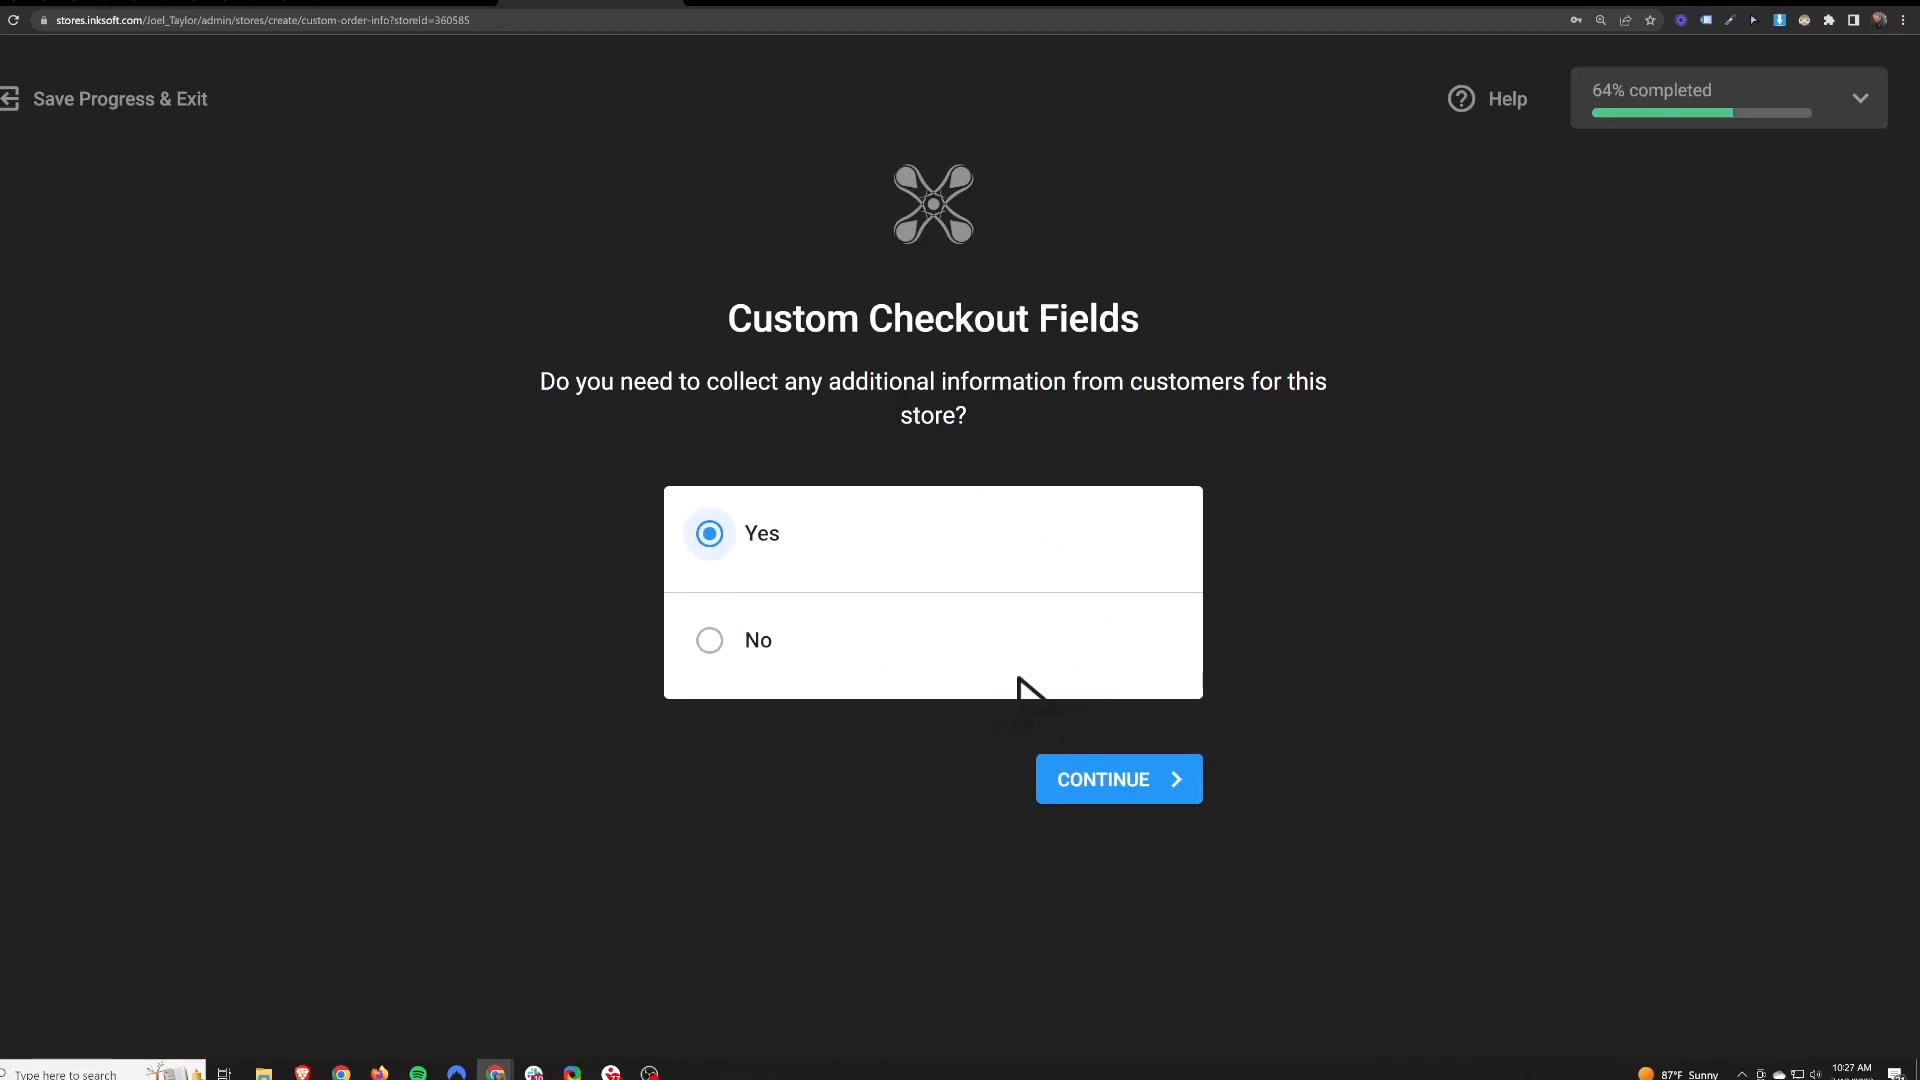 stores.inksoft.com/Joel_Taylor/admin/stores/create/custom-order-info?storeId=360585
Save Progress & Exit
Help
64% completed
Custom Checkout Fields
Do you need to collect any additional information from customers for this
store?
Yes
No
CONTINUE
Type here to search
87°F Sunny
10:27 AM